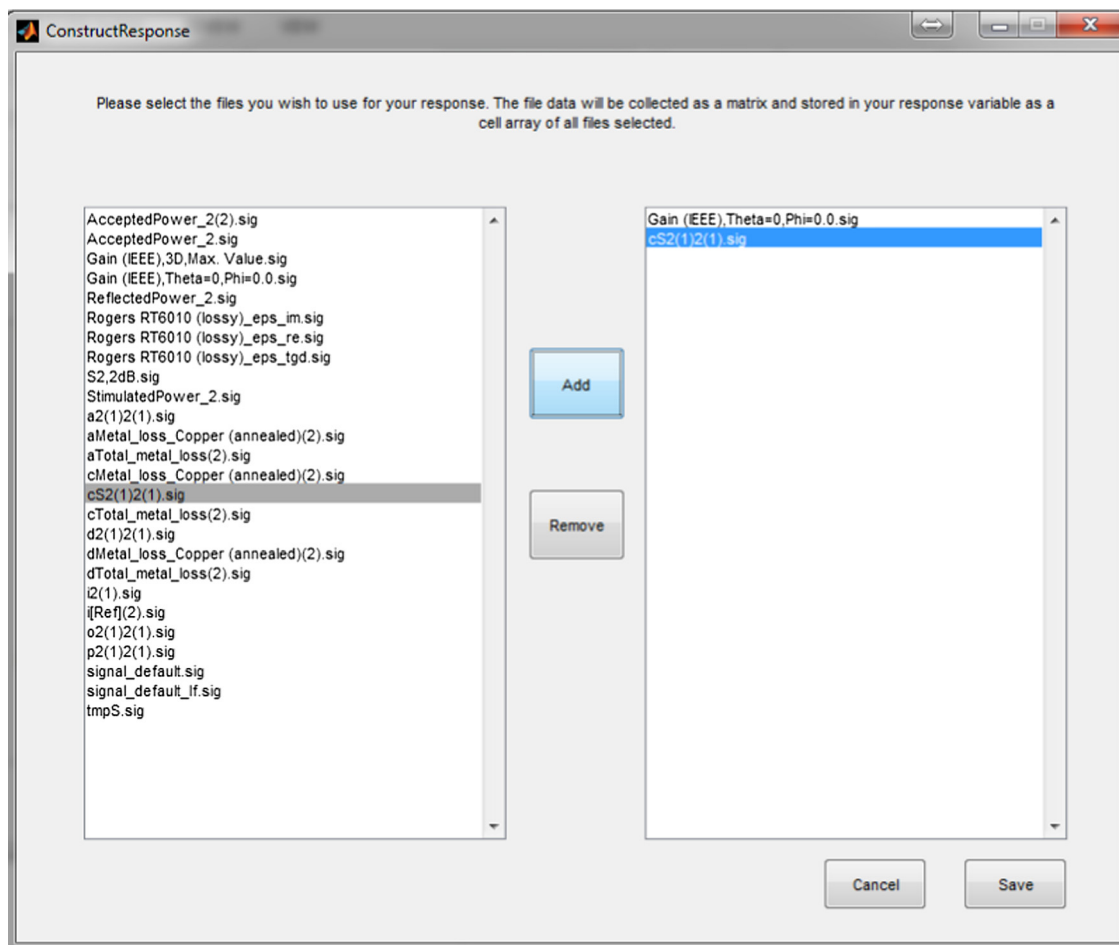 ConstructResponse
Please select the files you wish to use for your response. The file data will be collected as a matrix and stored in your response variable as a
cell array of all files selected.
AcceptedPower_2(2).sig
AcceptedPower_2.sig
Gain (IEEE),3D,Max. Value.sig
Gain (IEEE),Theta=0,Phi=0.0.sig
ReflectedPower_2.sig
Rogers RT6010 (lossy)_eps_im.sig
Rogers RT6010 (lossy)_eps_re.sig
Rogers RT6010 (lossy)_eps_tgd.sig
S2,2dB.sig
StimulatedPower_2.sig
a2(1)2(1).sig
aMetal_loss_Copper (annealed)(2).sig
aTotal_metal_loss(2).sig
cMetal_loss_Copper (annealed)(2).sig
cS2(1)2(1).sig
cTotal_metal_loss(2).sig
d2(1)2(1).sig
dMetal_loss_Copper (annealed)(2).sig
dTotal_metal_loss(2).sig
i2(1).sig
i[Ref](2).sig
o2(1)2(1).sig
p2(1)2(1).sig
signal_default.sig
signal_default_lf.sig
tmpS.sig
Add
Remove
Gain (IEEE),Theta=0,Phi=0.0.sig
cS2(1)2(1).sig
Cancel
Save